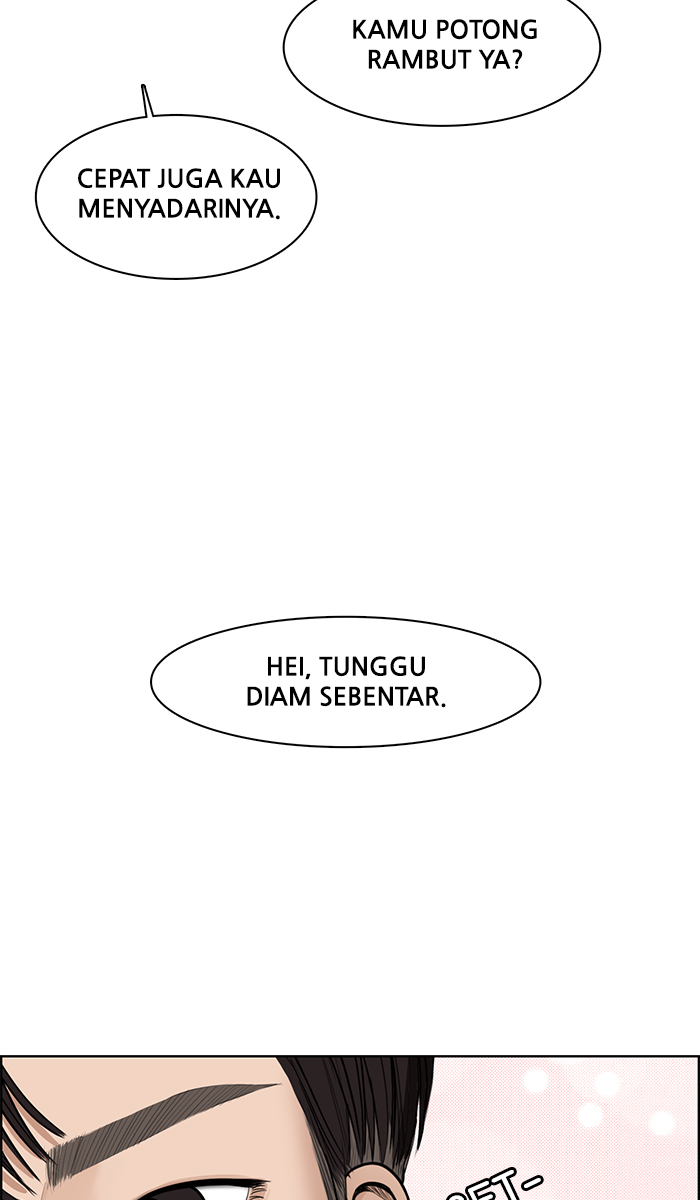 KAMU POTONG
RAMBUT YA?
CEPAT JUGA KAU
MENYADARINYA.
HEI, TUNGGU
DIAM SEBENTAR.